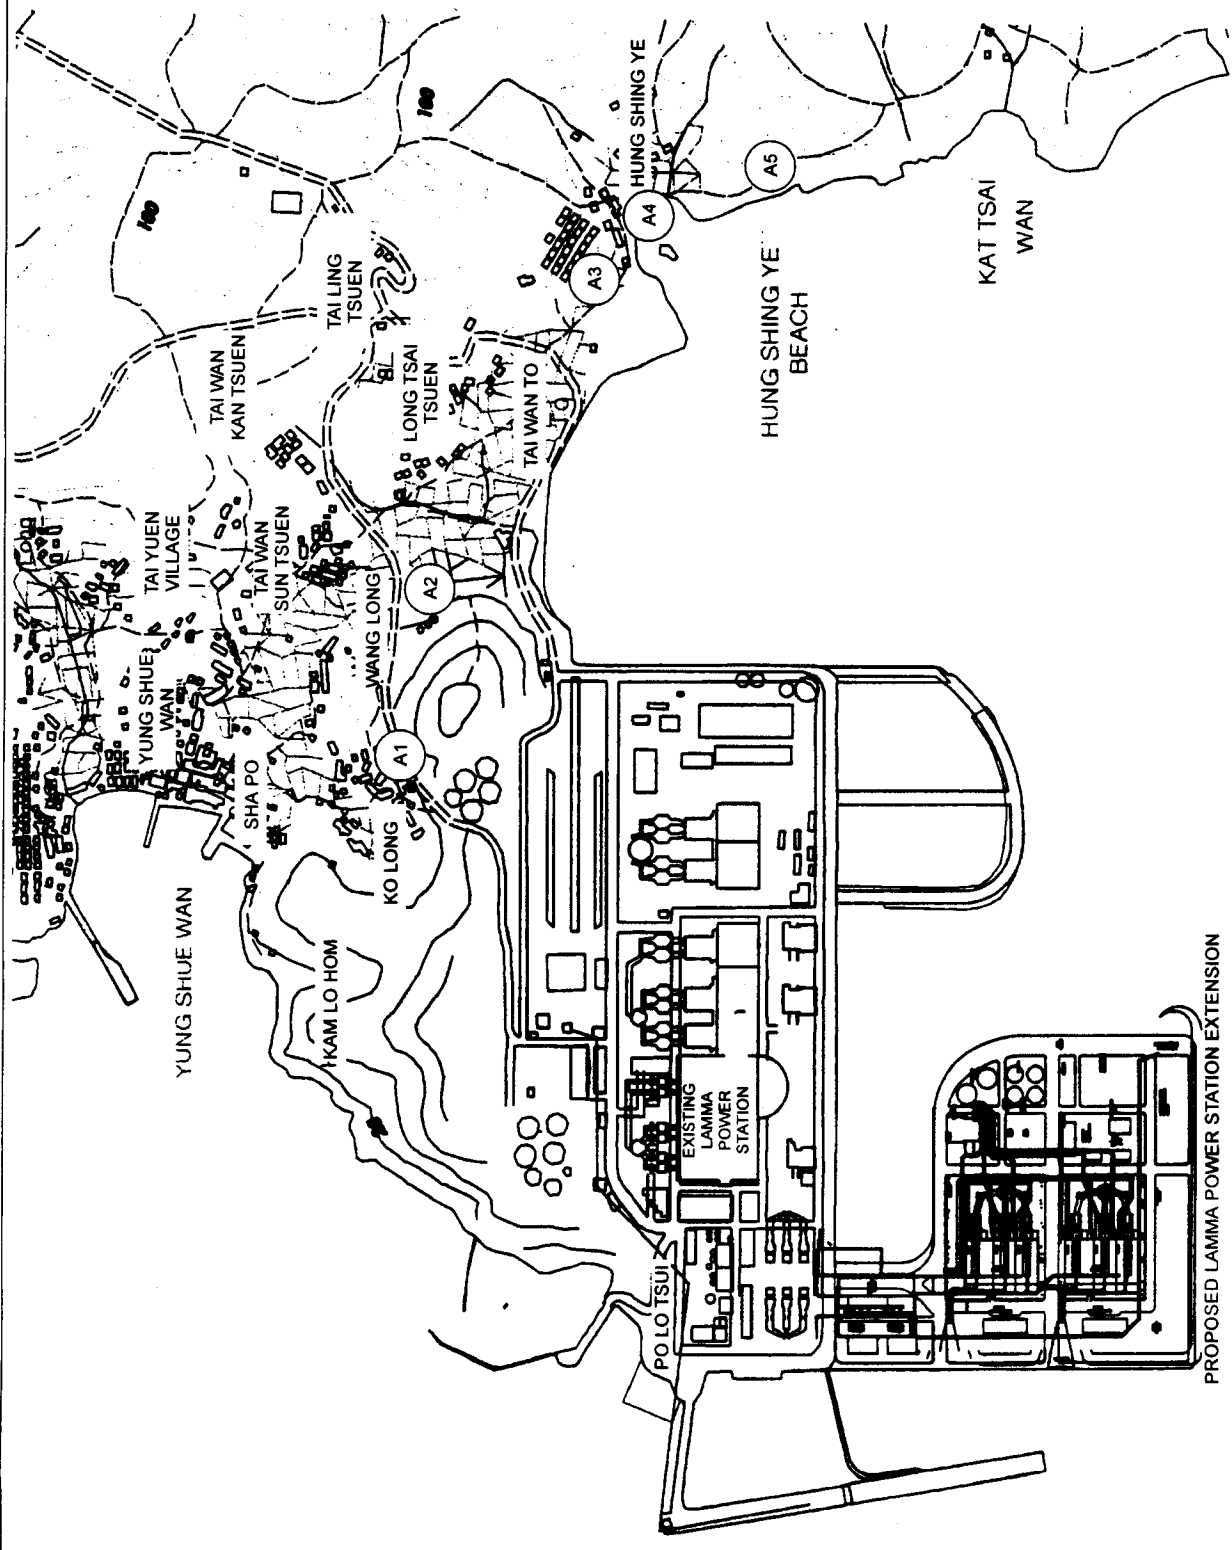 YUNG SHUE WAN
KAM LO HOM
SHA PO
KO LONG
YUNG SHUE
WAN
TAI YUEN
VILLAGE
TAI WAN
SUN TSUEN
WANG LONG
TAI WAN
KAN TSUEN
TAI LING
TSUEN
LONG TSAI
TSUEN
TAI WAN TO
100
100
HUNG SHING YE
A1
A2
A3
A4
A5
HUNG SHING YE
BEACH
KAT TSAI
WAN
PO LO TSUI
EXISTING
LAMMA
POWER
STATION
PROPOSED LAMMA POWER STATION EXTENSION